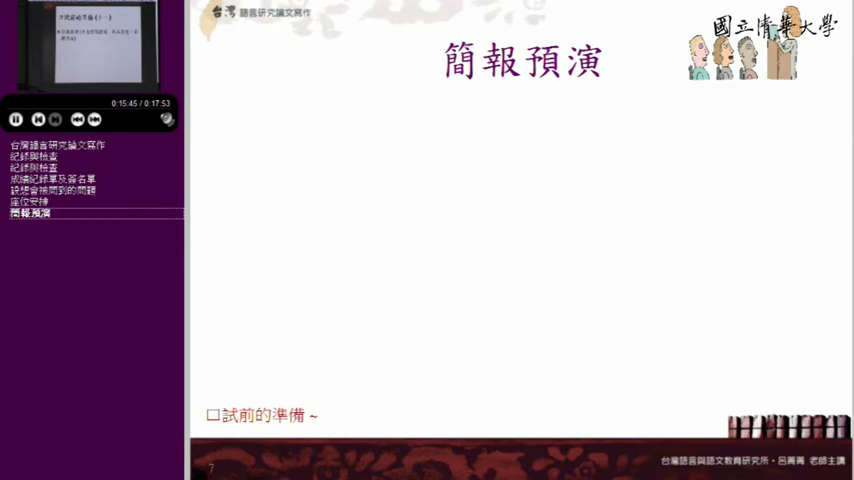 0:15:45 / 0:17:53
台灣語言研究論文寫作
紀錄與檢查
紀錄與檢查
成績紀錄單及簽名單
設想會被問到的問題
座位安排
簡報預演
台灣 語言研究論文寫作
國立清華大學
簡報預演
口試前的準備 ~
7
台灣語言與語文教育研究所・呂菁菁 老師主講